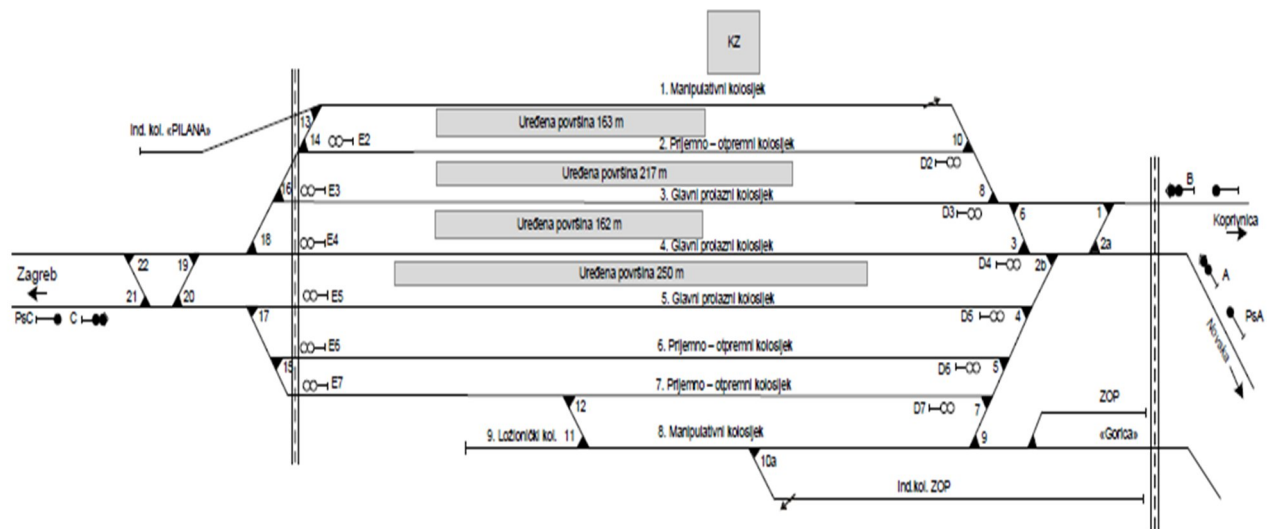 KZ
1. Manipulativni kolosijek
13
Ind. kol. «PILANA»
Uređena površina 163 m
14
E2
2. Prijemno – otpremni kolosijek
10
D2
Uređena površina 217 m
B
16
E3
3. Glavni prolazni kolosijek
8
D3
6
1
Koprivnica
Uređena površina 162 m
18
E4
4. Glavni prolazni kolosijek
3
2a
Zagreb
22
19
D4
2b
Uređena površina 250 m
A
21
20
E5
5. Glavni prolazni kolosijek
PsC
C
17
D5
4
PsA
Novska
E6
6. Prijemno – otpremni kolosijek
15
D6
5
E7
7. Prijemno – otpremni kolosijek
12
D7
7
ZOP
9. Ložionički kol.
11
8. Manipulativni kolosijek
9
«Gorica»
10a
Ind.kol. ZOP